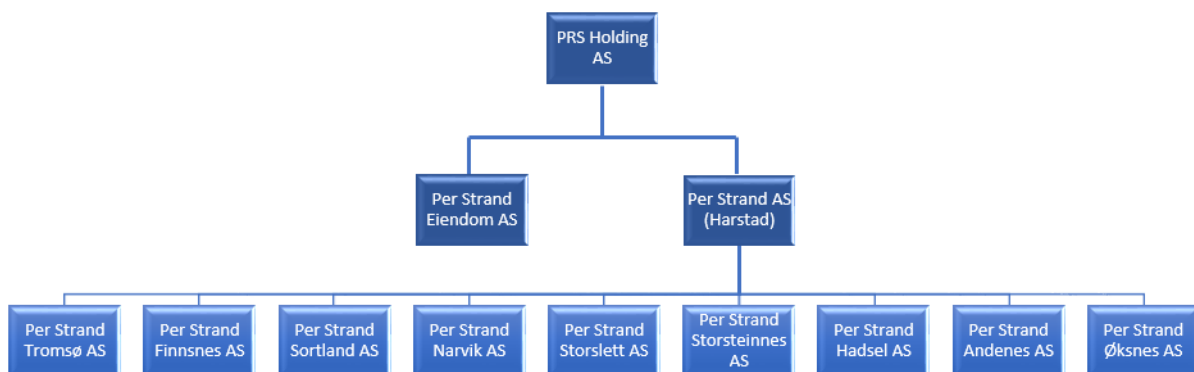 PRS Holding
AS
Per Strand
Eiendom AS
Per Strand AS
(Harstad)
Per Strand
Tromsø AS
Per Strand
Finnsnes AS
Per Strand
Sortland AS
Per Strand
Narvik AS
Per Strand
Storslett AS
Per Strand
Storsteinnes
AS
Per Strand
Hadsel AS
Per Strand
Andenes AS
Per Strand
Øksnes AS